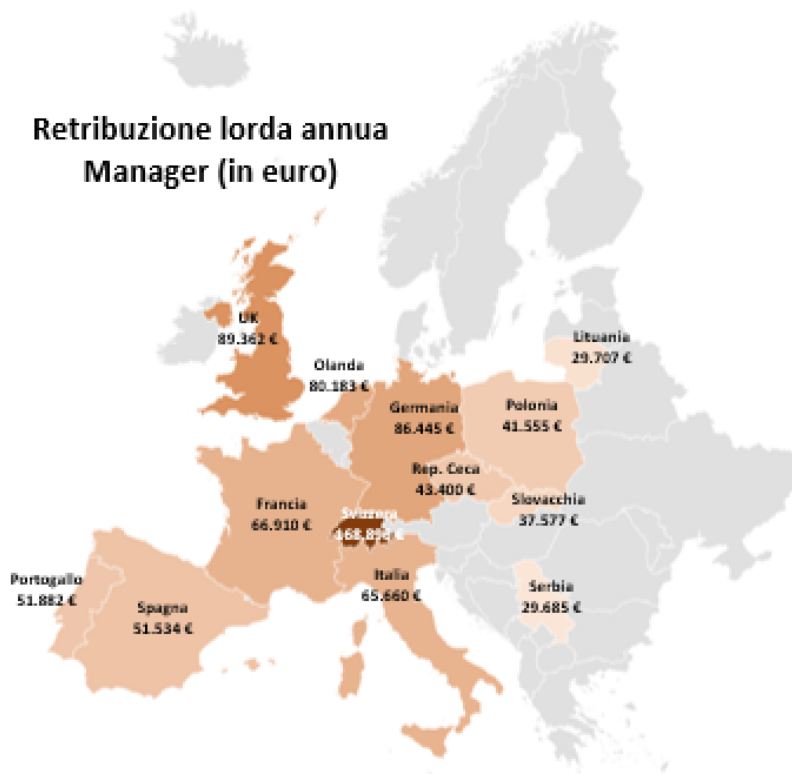 Retribuzione lorda annua
Manager (in euro)
UK
89.362 €
Lituania
29.707 €
Olanda
80.183 €
Germania
86.445 €
Polonia
41.555 €
Rep. Ceca
43.400 €
Slovacchia
37.577 €
Francia
66.910 €
Svizzera
Italia
65.660 €
Serbia
29.685 €
Portogallo
51.882 €
Spagna
51.534 €